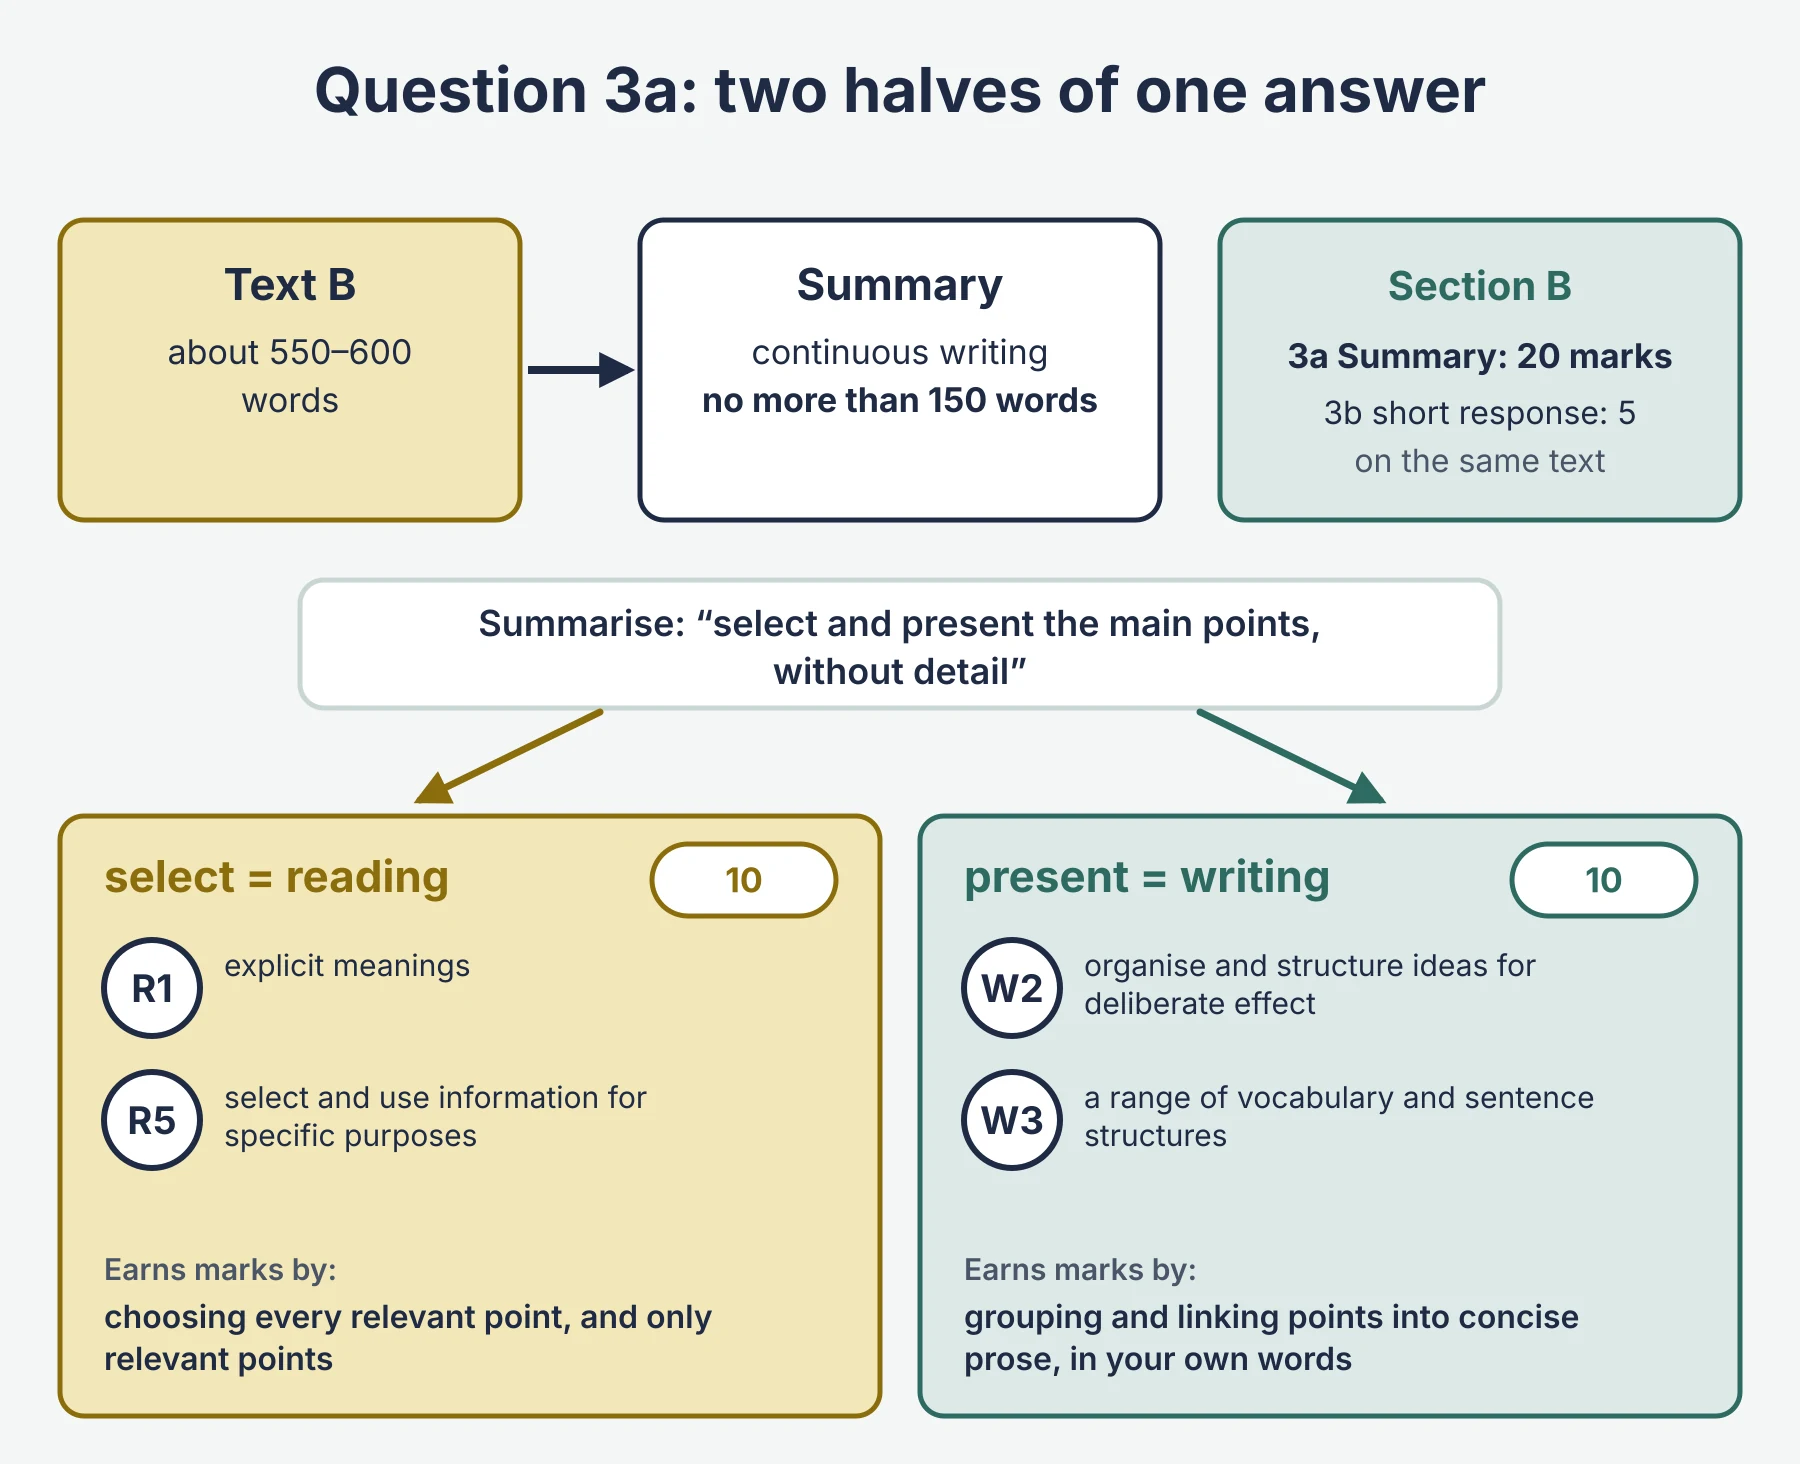 Question 3a: two halves of one answer
Text B
about 550–600
words
Summary
continuous writing
no more than 150 words
Section B
3a Summary: 20 marks
3b short response: 5
on the same text
Summarise: “select and present the main points,
without detail”
select = reading
10
R1
explicit meanings
R5
select and use information for
specific purposes
Earns marks by:
choosing every relevant point, and only
relevant points
present = writing
10
W2
organise and structure ideas for
deliberate effect
W3
a range of vocabulary and sentence
structures
Earns marks by:
grouping and linking points into concise
prose, in your own words